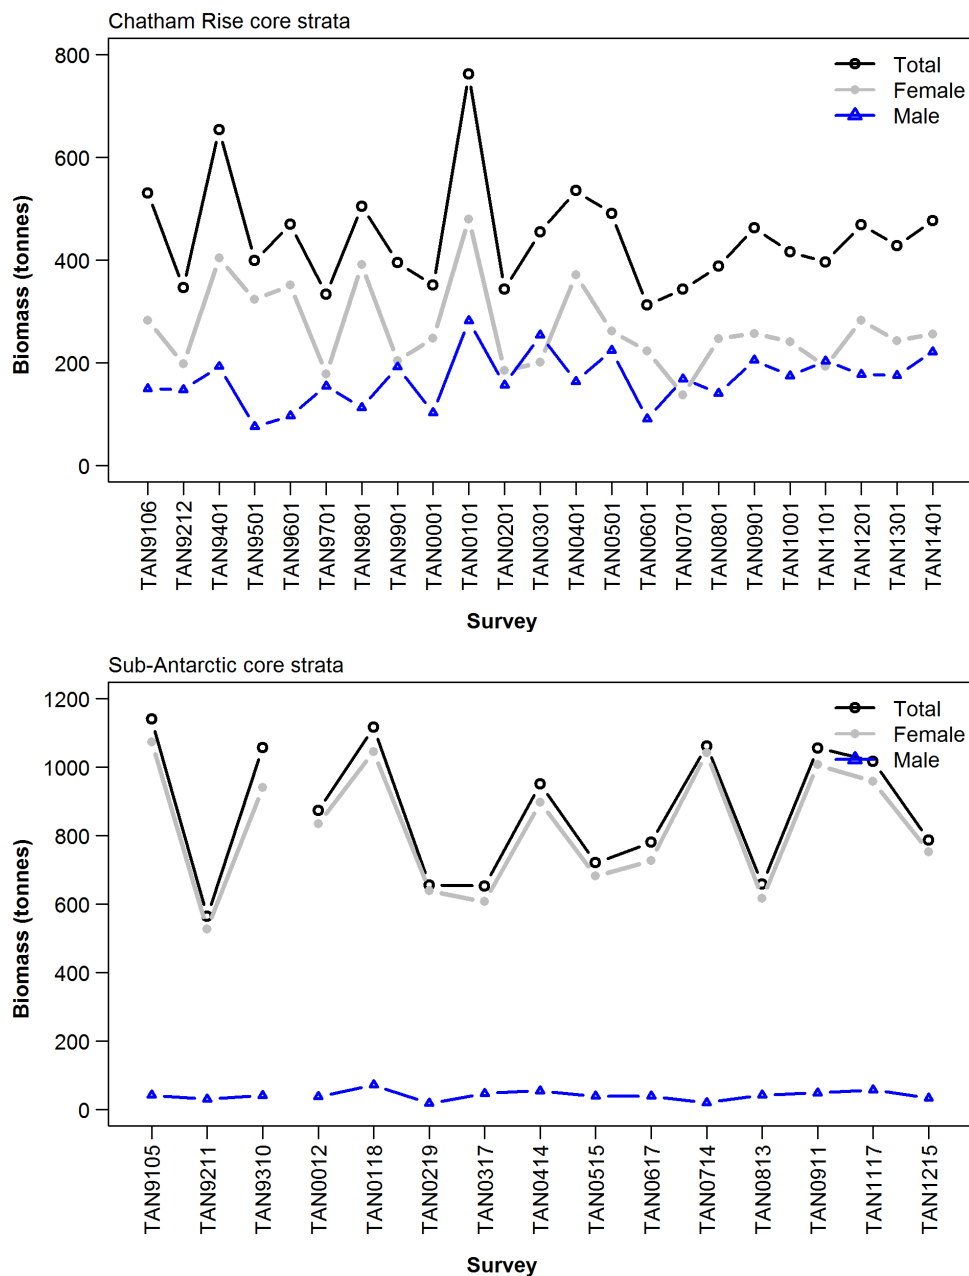 Chatham Rise core strata
800
600
400
200
0
Biomass (tonnes)
Total
Female
Male
TAN9106
TAN9212
TAN9401
TAN9501
TAN9601
TAN9701
TAN9801
TAN9901
TAN0001
TAN0101
TAN0201
TAN0301
TAN0401
TAN0501
TAN0601
TAN0701
TAN0801
TAN0901
TAN1001
TAN1101
TAN1201
TAN1301
TAN1401
Survey
Sub-Antarctic core strata
1200
1000
800
600
400
200
0
Biomass (tonnes)
Total
Female
Male
TAN9105
TAN9211
TAN9310
TAN0012
TAN0118
TAN0219
TAN0317
TAN0414
TAN0515
TAN0617
TAN0714
TAN0813
TAN0911
TAN1117
TAN1215
Survey